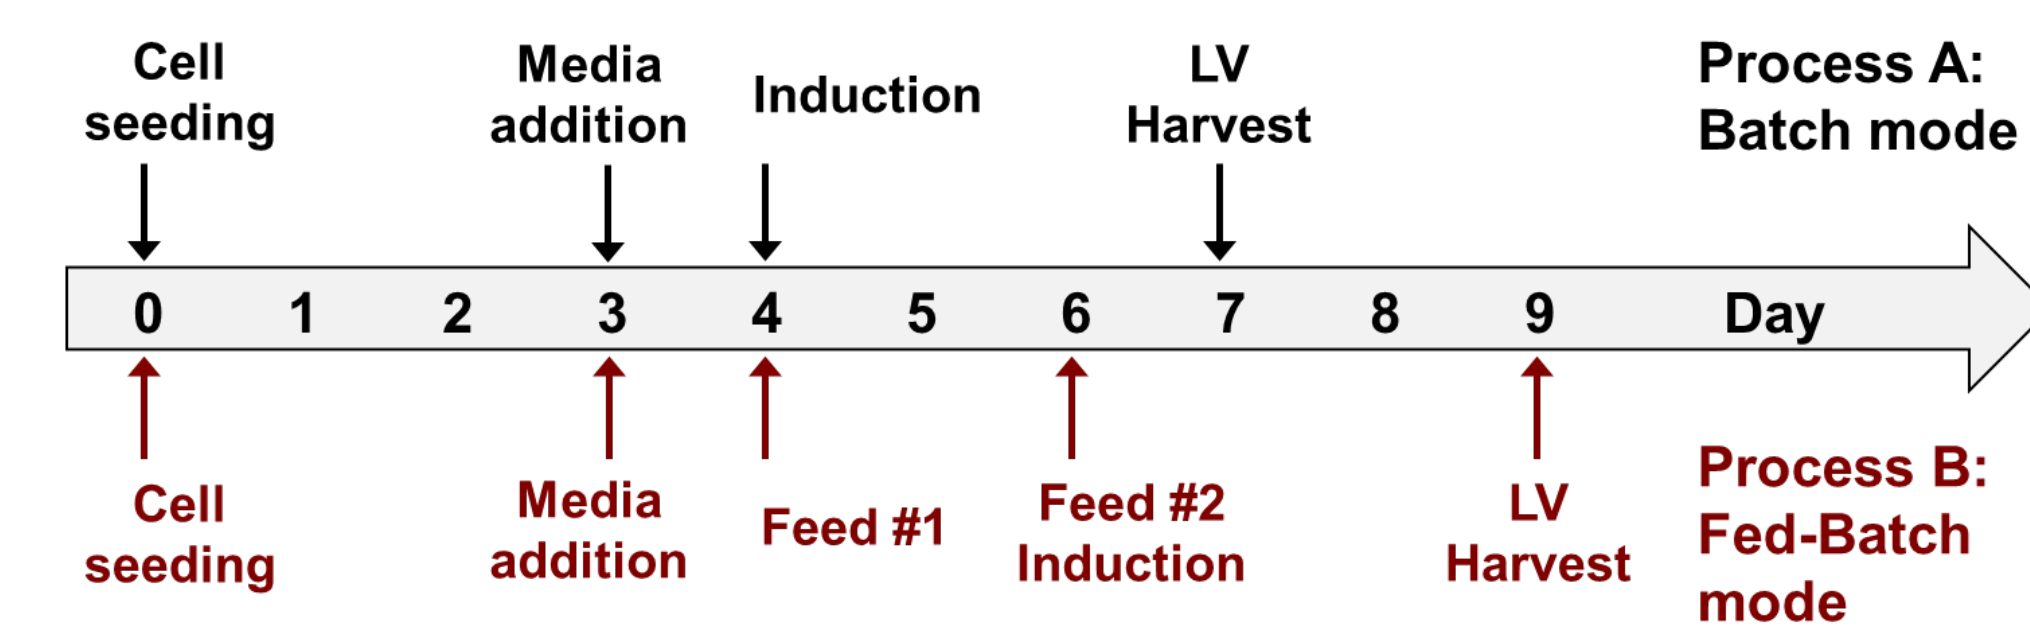 Cell
seeding
Media
addition
Induction
LV
Harvest
Process A:
Batch mode
0 1 2 3 4 5 6 7 8 9 Day
Cell
seeding
Media
addition
Feed #1
Feed #2
Induction
LV
Harvest
Process B:
Fed-Batch
mode